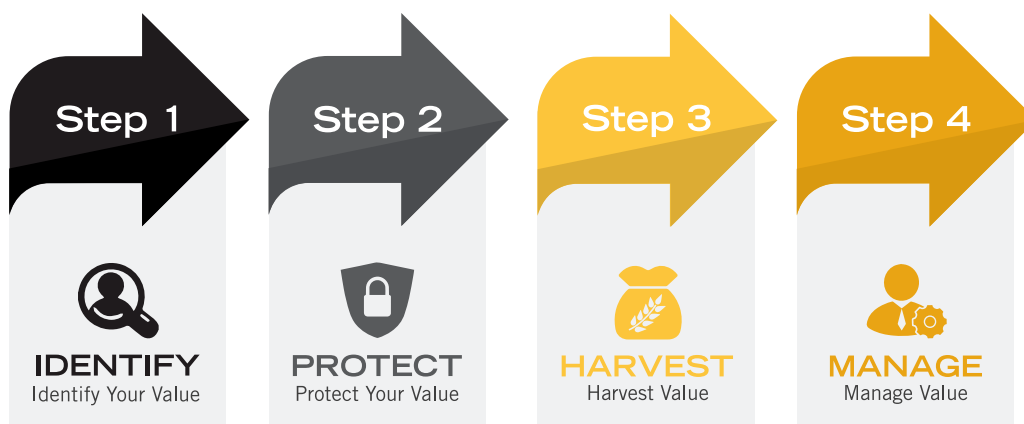 Step 1
Step 2
Step 3
Step 4
IDENTIFY
Identify Your Value
PROTECT
Protect Your Value
HARVEST
Harvest Value
MANAGE
Manage Value